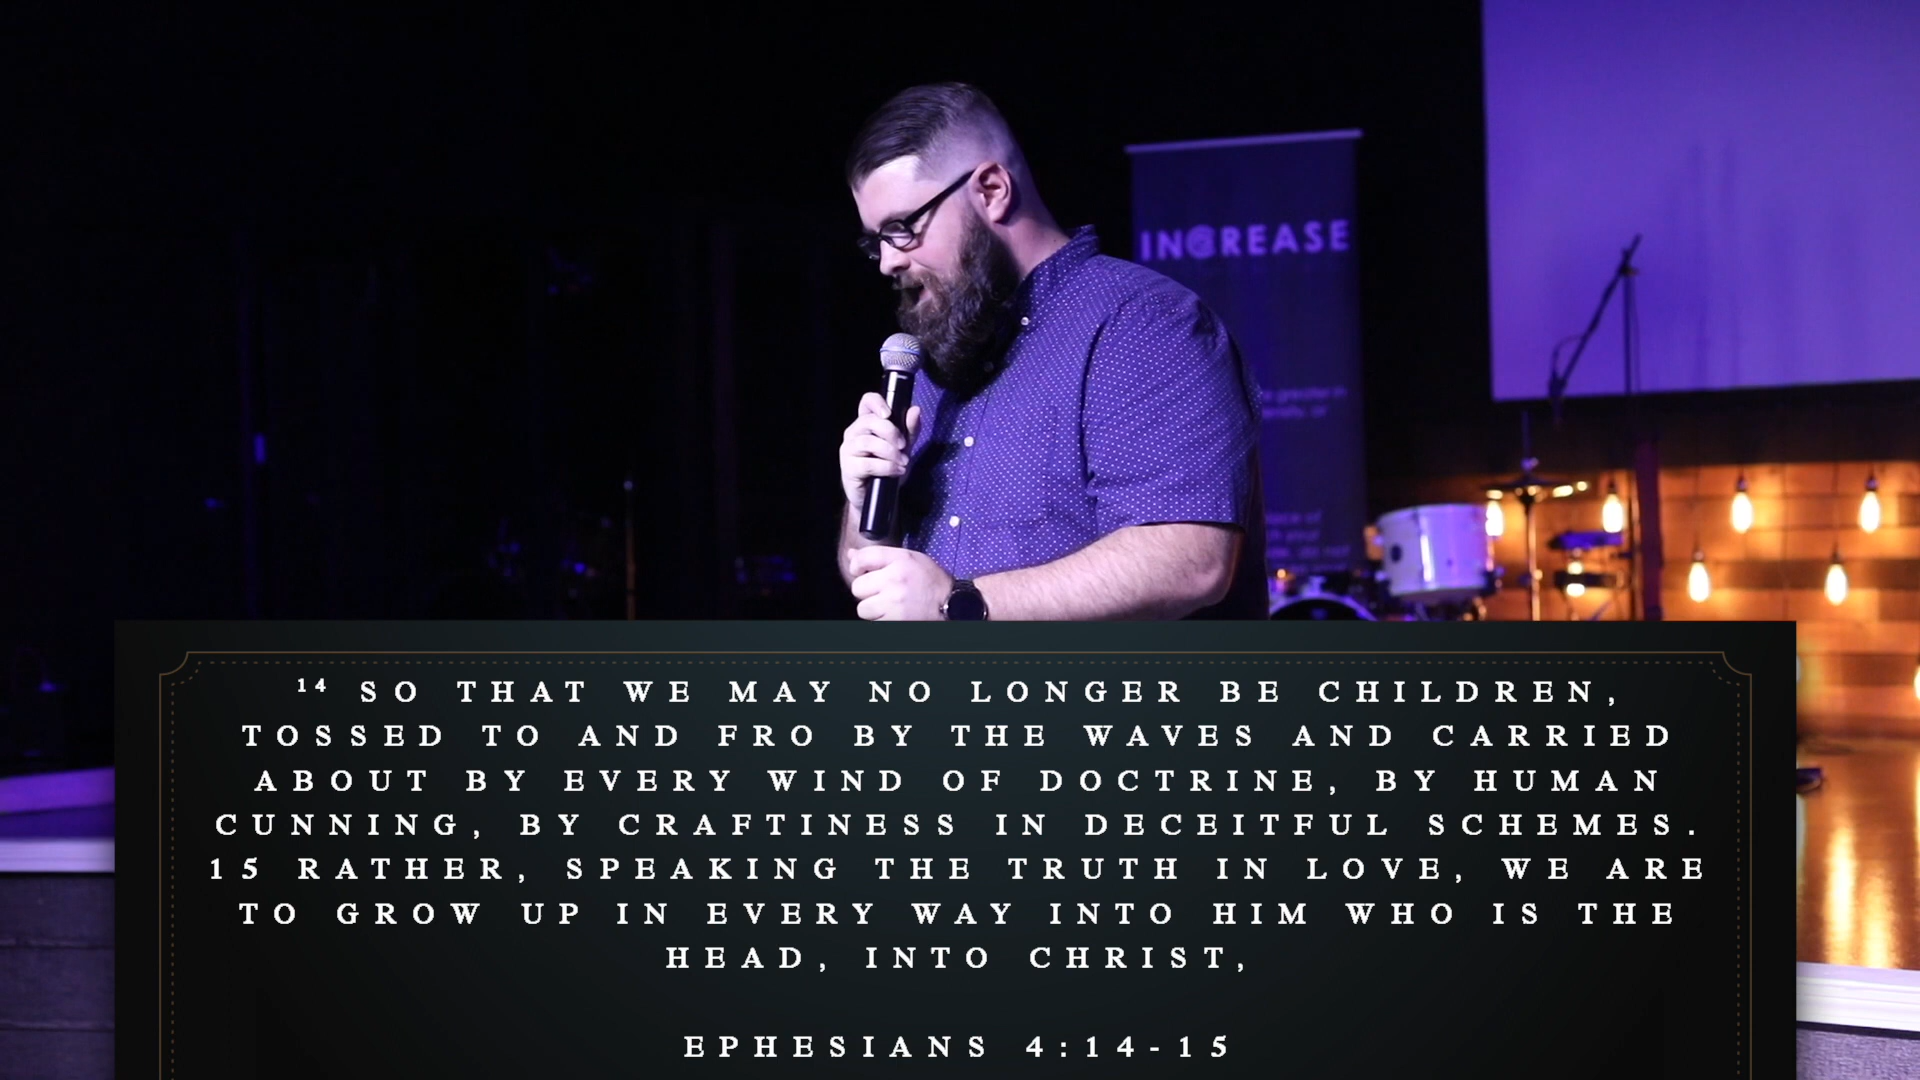 INCREASE
¹⁴ SO THAT WE MAY NO LONGER BE CHILDREN,
TOSSED TO AND FRO BY THE WAVES AND CARRIED
ABOUT BY EVERY WIND OF DOCTRINE, BY HUMAN
CUNNING, BY CRAFTINESS IN DECEITFUL SCHEMES.
15 RATHER, SPEAKING THE TRUTH IN LOVE, WE ARE
TO GROW UP IN EVERY WAY INTO HIM WHO IS THE
HEAD, INTO CHRIST,
EPHESIANS 4:14-15